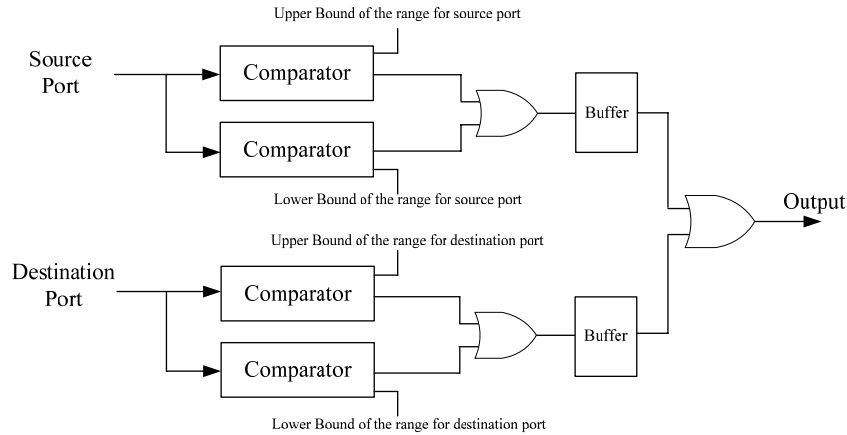 Upper Bound of the range for source port
Source
Port
Comparator
Comparator
Buffer
Lower Bound of the range for source port
Output
Upper Bound of the range for destination port
Destination
Port
Comparator
Comparator
Buffer
Lower Bound of the range for destination port